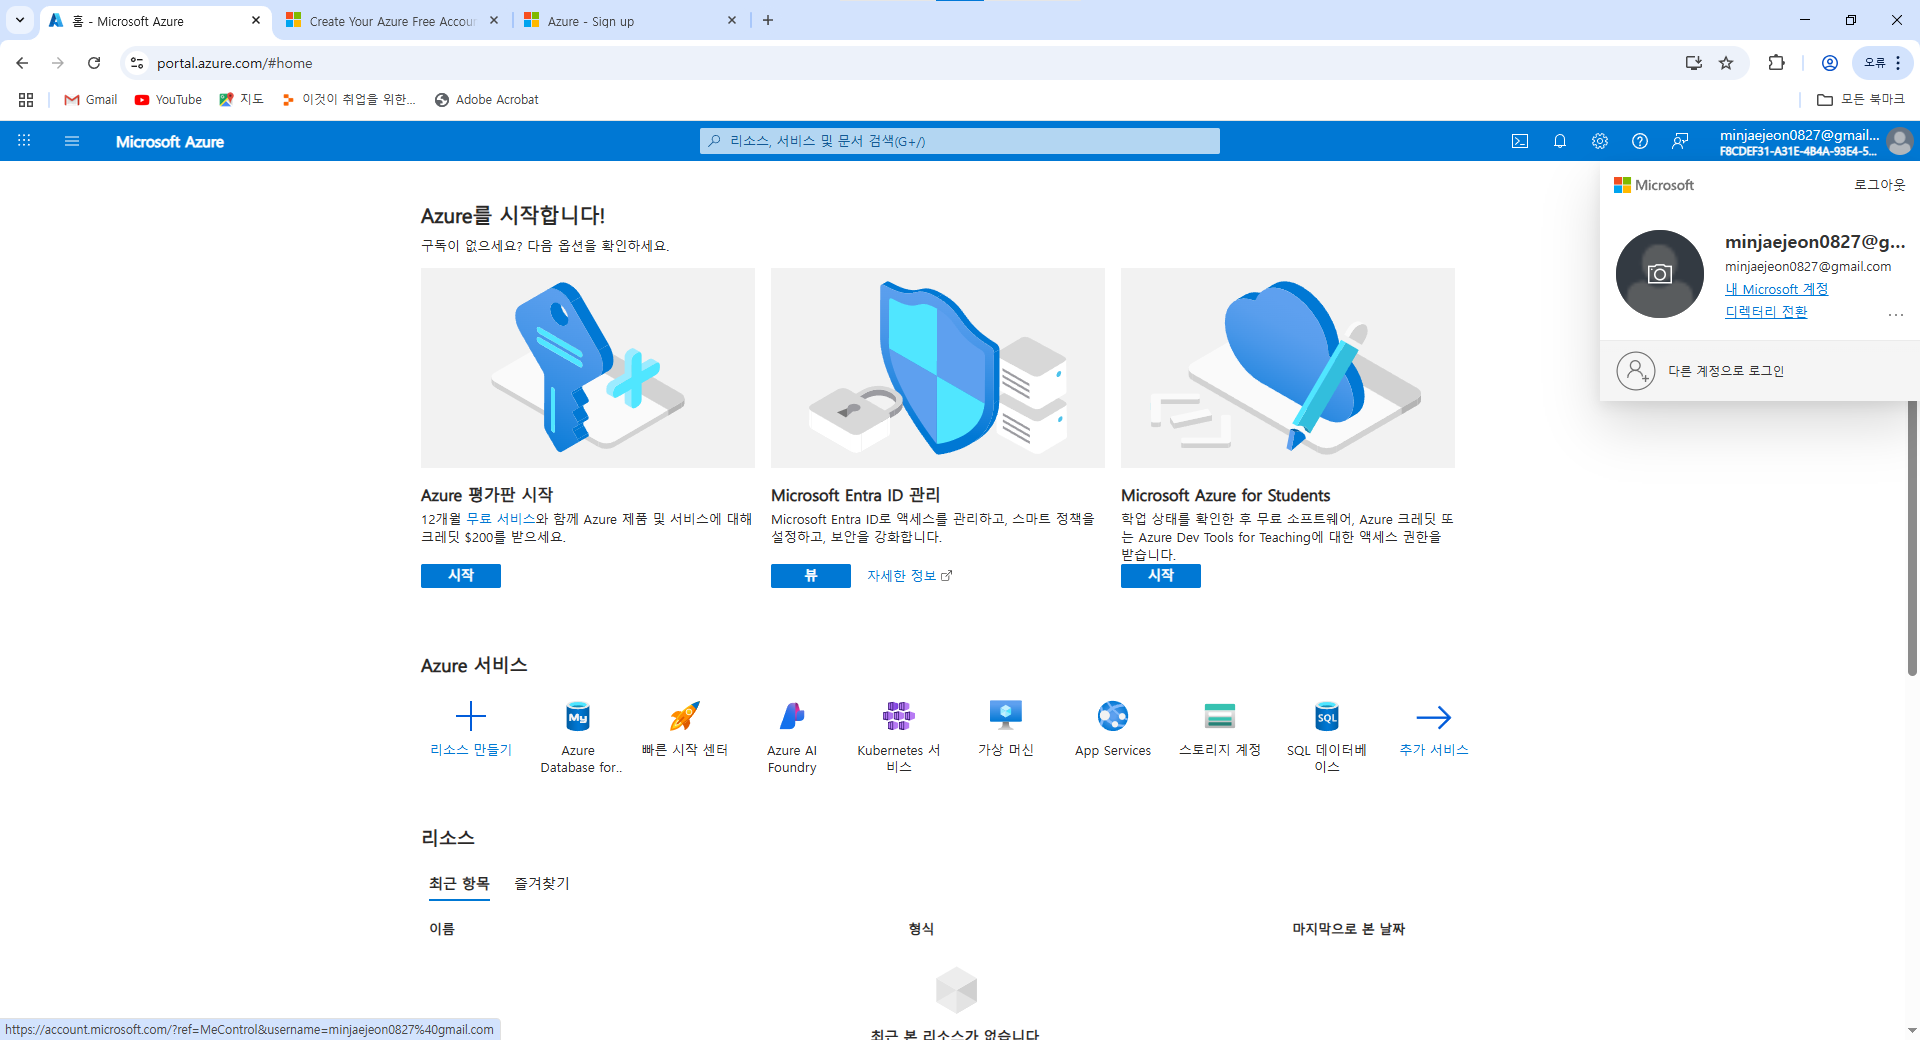 홈 - Microsoft Azure
Create Your Azure Free Accou
Azure - Sign up
portal.azure.com/#home
오류
Gmail
YouTube
지도
이것이 취업을 위한...
Adobe Acrobat
모든 북마크
Microsoft Azure
리소스, 서비스 및 문서 검색(G+/)
minjaejeon0827@gmail...
F8CDEF31-A31E-4B4A-93E4-5...
Microsoft
로그아웃
minjaejeon0827@g...
minjaejeon0827@gmail.com
내 Microsoft 계정
디렉터리 전환
...
다른 계정으로 로그인
Azure를 시작합니다!
구독이 없으세요? 다음 옵션을 확인하세요.
Azure 평가판 시작
12개월 무료 서비스와 함께 Azure 제품 및 서비스에 대해
크레딧 $200를 받으세요.
시작
Microsoft Entra ID 관리
Microsoft Entra ID로 액세스를 관리하고, 스마트 정책을
설정하고, 보안을 강화합니다.
뷰
자세한 정보
Microsoft Azure for Students
학업 상태를 확인한 후 무료 소프트웨어, Azure 크레딧 또
는 Azure Dev Tools for Teaching에 대한 액세스 권한을
받습니다.
시작
Azure 서비스
리소스 만들기
Azure
Database for..
빠른 시작 센터
Azure AI
Foundry
Kubernetes 서
비스
가상 머신
App Services
스토리지 계정
SQL 데이터베
이스
추가 서비스
My
SQL
리소스
최근 항목
즐겨찾기
이름
형식
마지막으로 본 날짜
최근 본 리소스가 없습니다
https://account.microsoft.com/?ref=MeControl&username=minjaejeon0827%40gmail.com